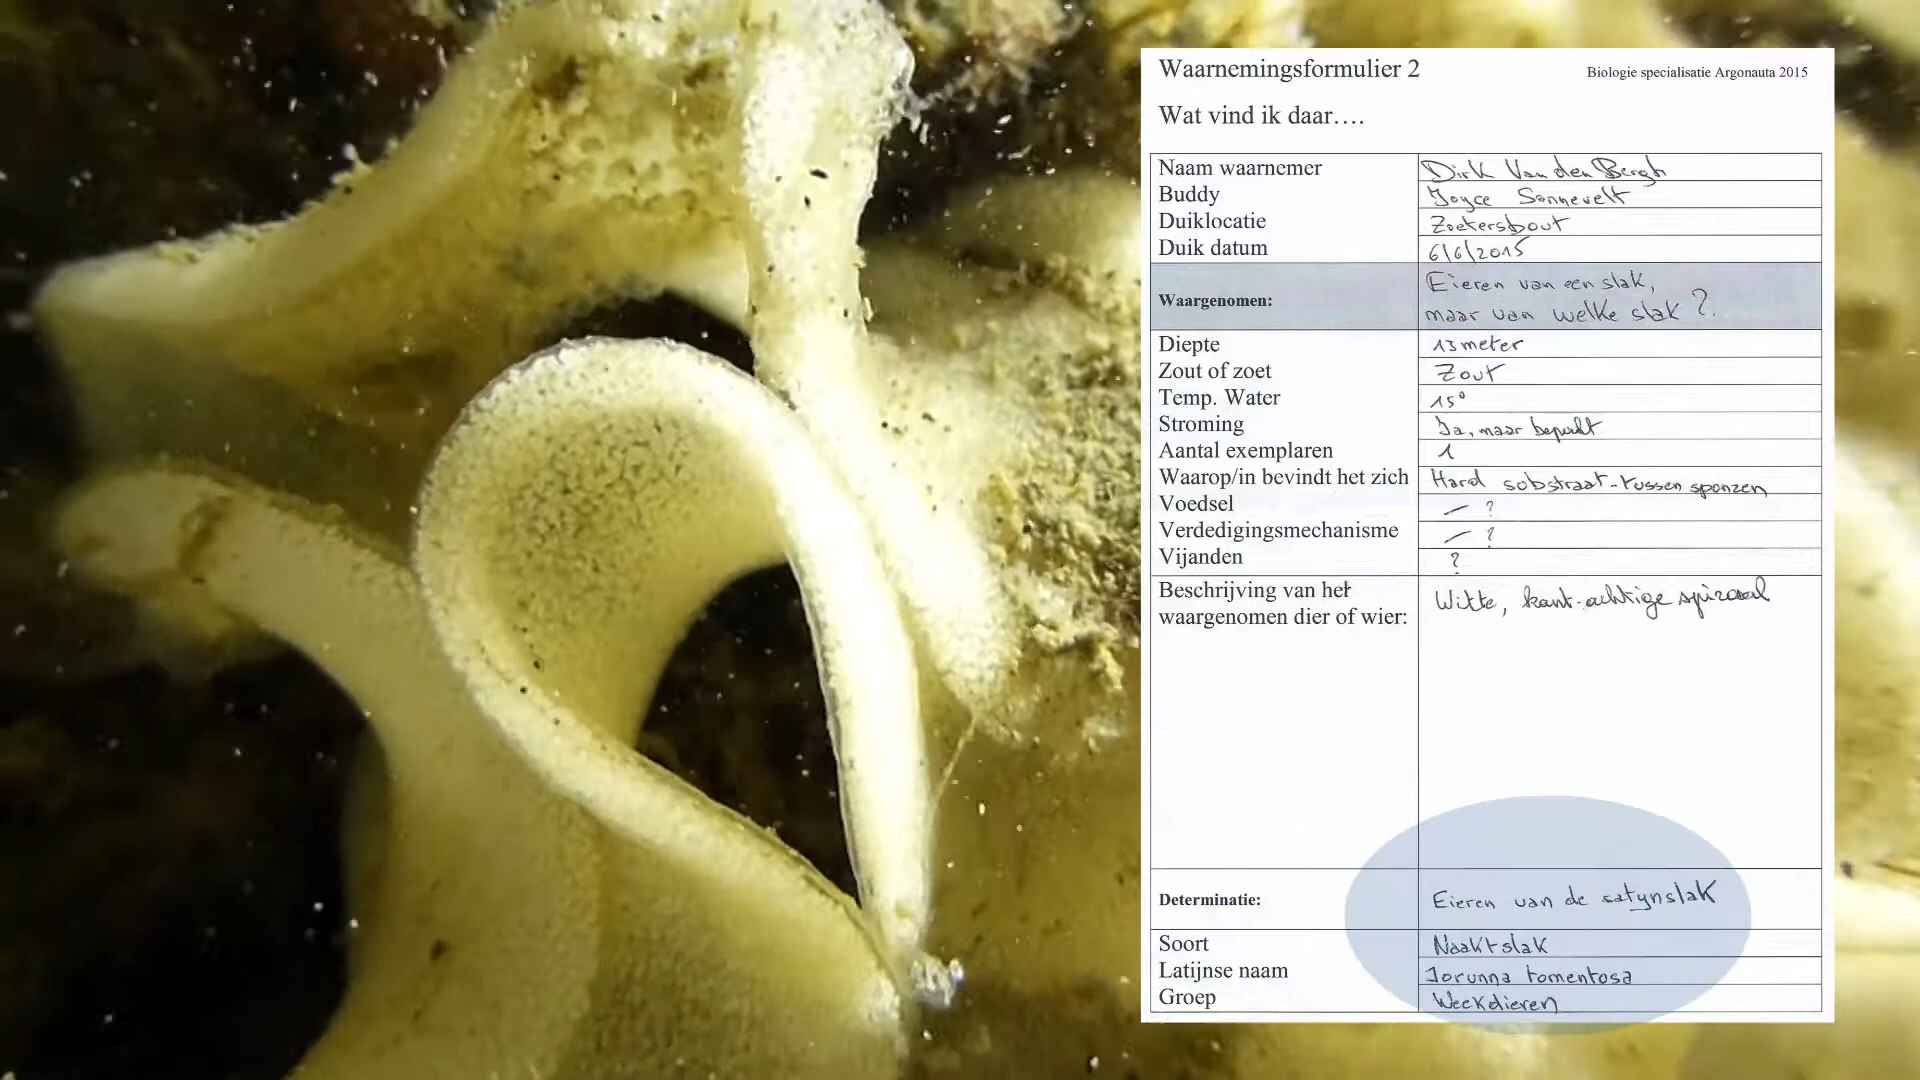 Waarnemingsformulier 2 Biologie specialisatie Argonauta 2015
Wat vind ik daar….
Naam waarnemer Dirk Van den Bergh
Buddy Joyce Sonnevelt
Duiklocatie Zoetersbout
Duik datum 6/6/2015
Waargenomen: Eieren van een slak,
maar van welke slak ?.
Diepte 13 meter
Zout of zoet Zout
Temp. Water 15°
Stroming Ja, maar beperkt
Aantal exemplaren 1
Waarop/in bevindt het zich Hard substraat - tussen sponzen
Voedsel — ?
Verdedigingsmechanisme — ?
Vijanden ?
Beschrijving van het Witte, kant-achtige spiraal
waargenomen dier of wier:
Determinatie: Eieren van de satynslak
Soort Naaktslak
Latijnse naam Jorunna tomentosa
Groep Weekdieren